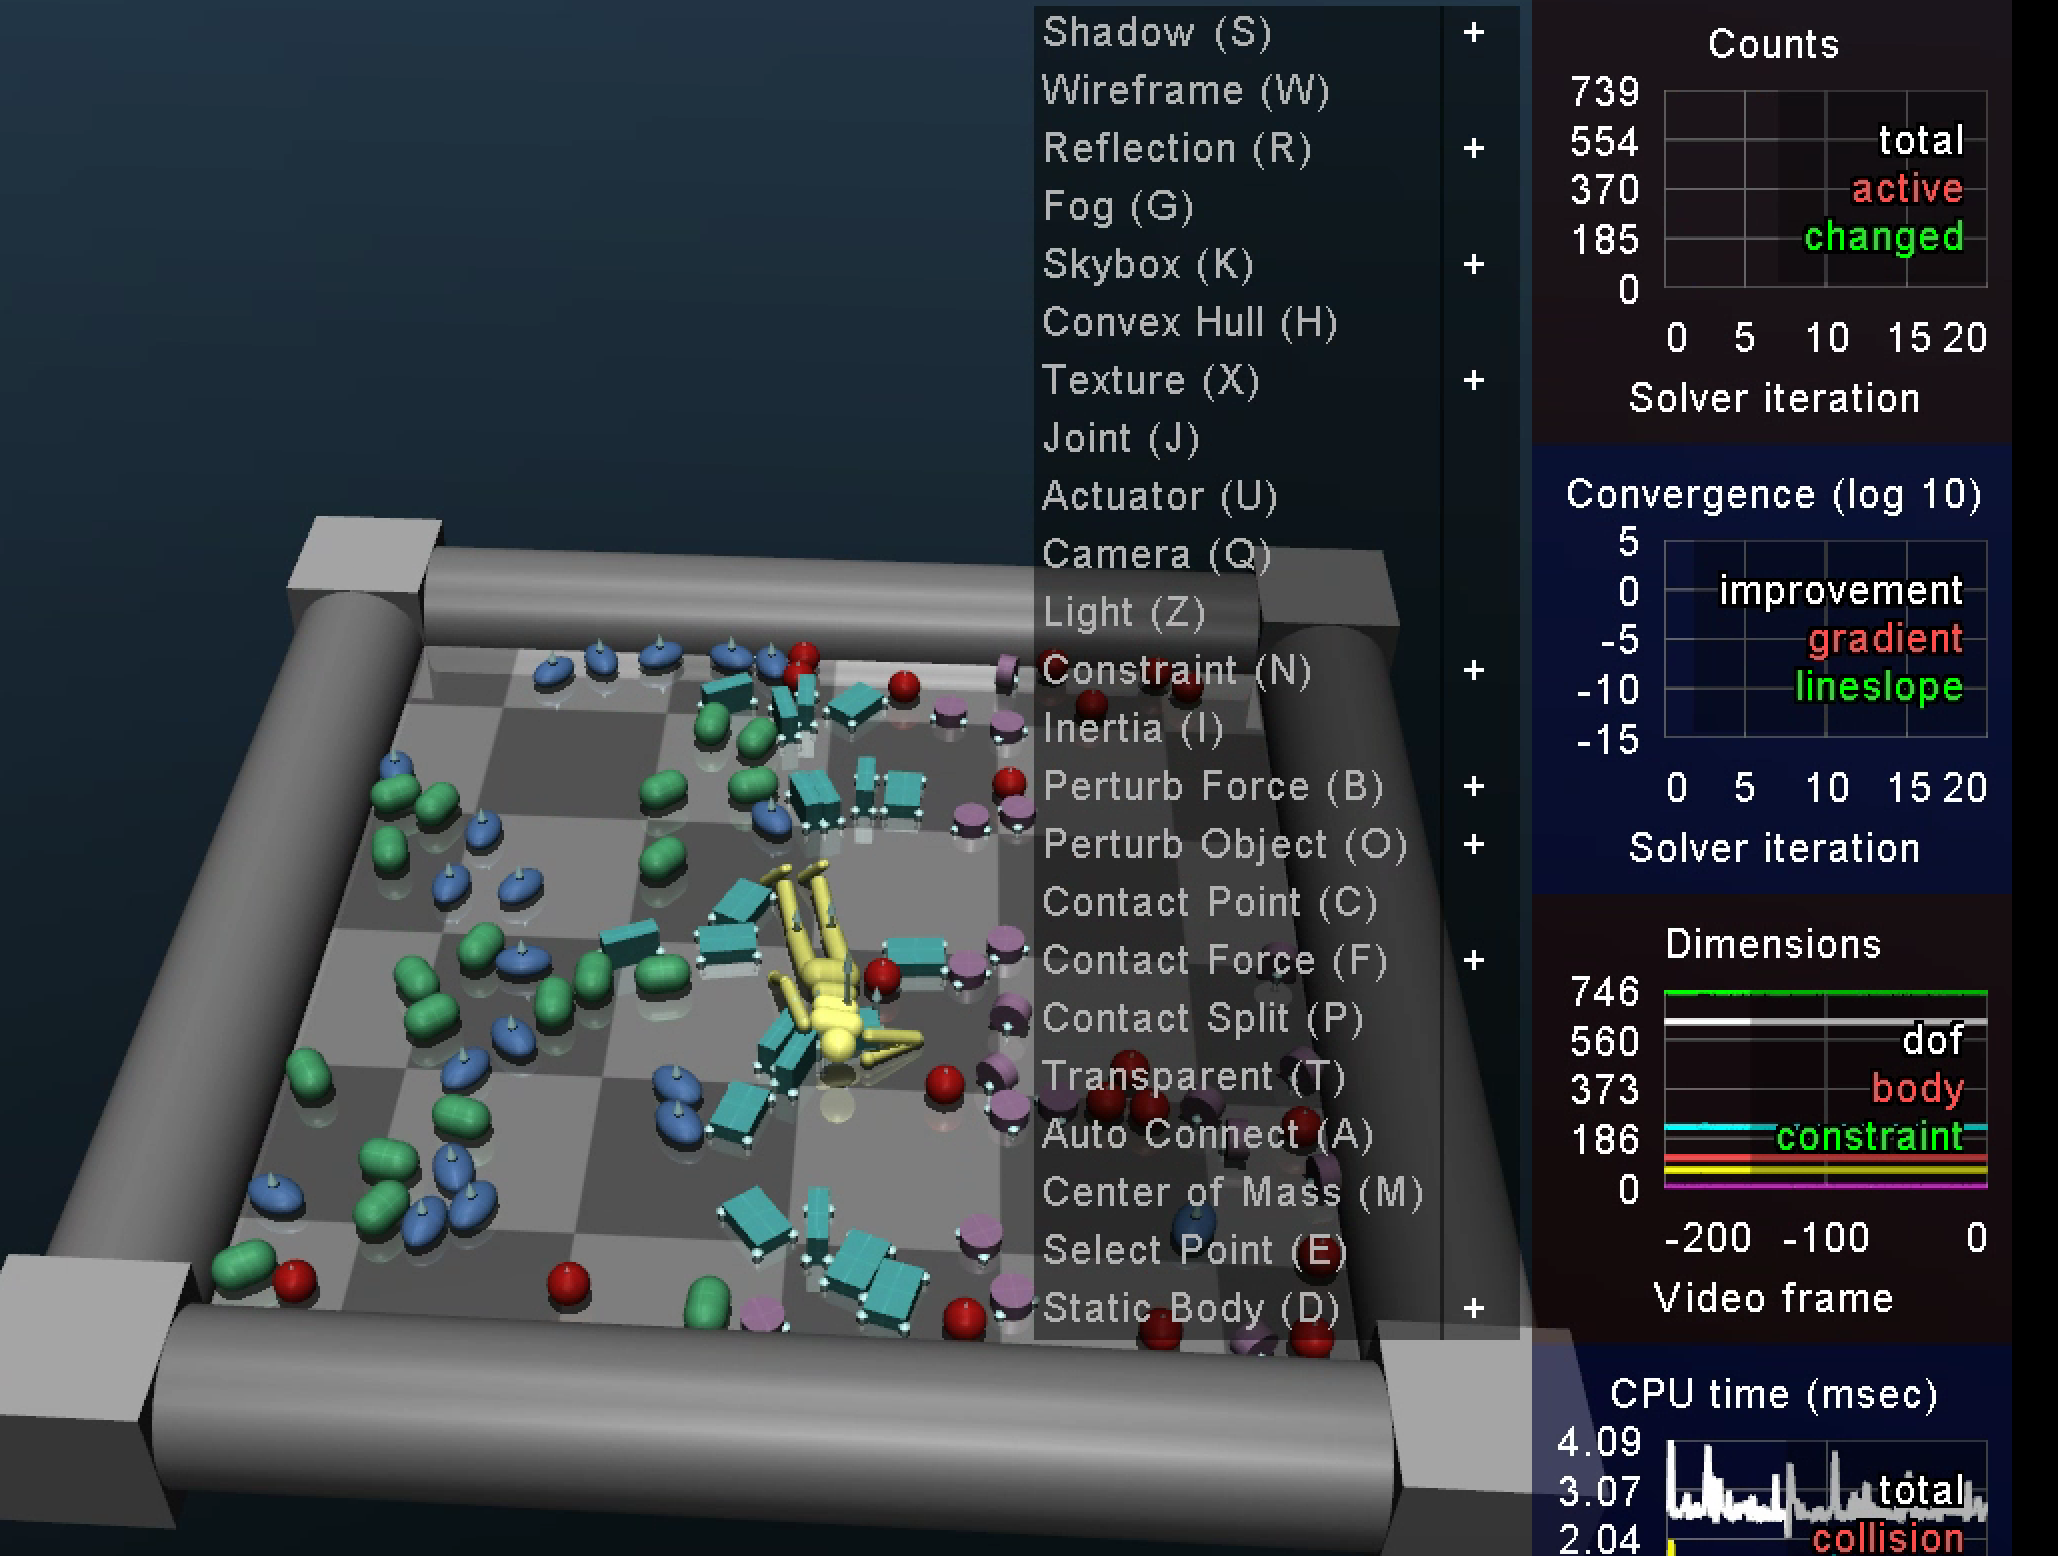 Shadow (S) +
Wireframe (W)
Reflection (R) +
Fog (G)
Skybox (K) +
Convex Hull (H)
Texture (X) +
Joint (J)
Actuator (U)
Camera (Q)
Light (Z)
Constraint (N) +
Inertia (I)
Perturb Force (B) +
Perturb Object (O) +
Contact Point (C)
Contact Force (F) +
Contact Split (P)
Transparent (T)
Auto Connect (A)
Center of Mass (M)
Select Point (E)
Static Body (D) +
Counts
739
554 total
370 active
185 changed
0
0 5 10 15 20
Solver iteration
Convergence (log 10)
5
0 improvement
-5 gradient
-10 lineslope
-15
0 5 10 15 20
Solver iteration
Dimensions
746
560 dof
373 body
186 constraint
0
-200 -100 0
Video frame
CPU time (msec)
4.09
3.07 total
2.04 collision